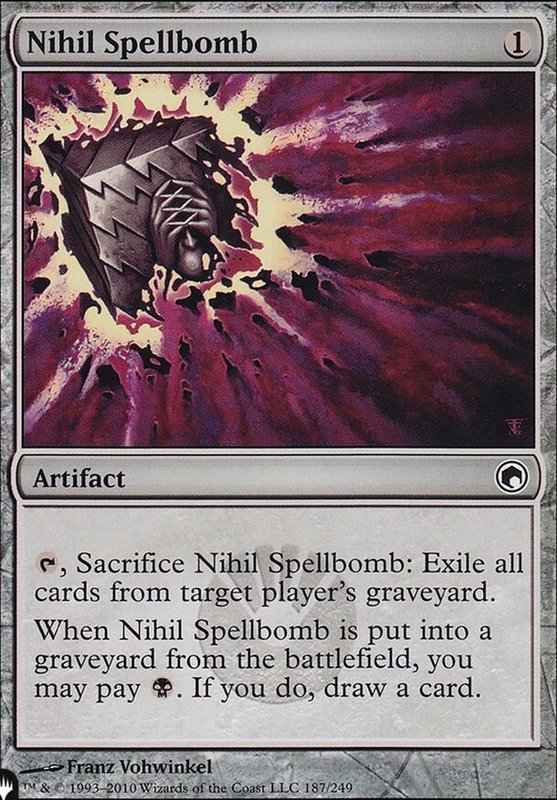 Nihil Spellbomb 1
Artifact
, Sacrifice Nihil Spellbomb: Exile all
cards from target player's graveyard.
When Nihil Spellbomb is put into a
graveyard from the battlefield, you
may pay . If you do, draw a card.
Franz Vohwinkel
™ & © 1993–2010 Wizards of the Coast LLC 187/249